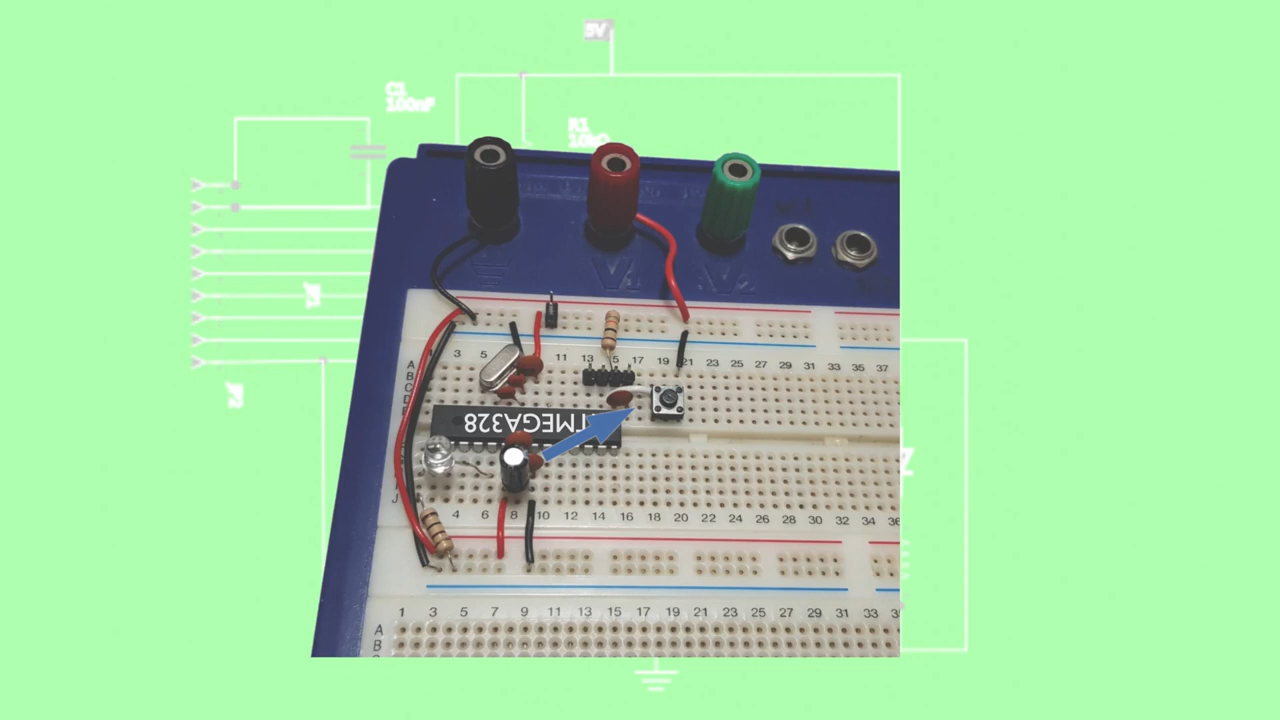 5V
C1
100nF
R1
V1
V2
3 5 11 13 15 17 19 21 23 25 27 29 31 33 35 37
A
B
C
D
ATMEGA328
J
4 6 8 10 12 14 16 18 20 22 24 26 28 30 32 34 36
1 3 5 7 9 11 13 15 17 19 21 23 25 27 29 31 33
A
B